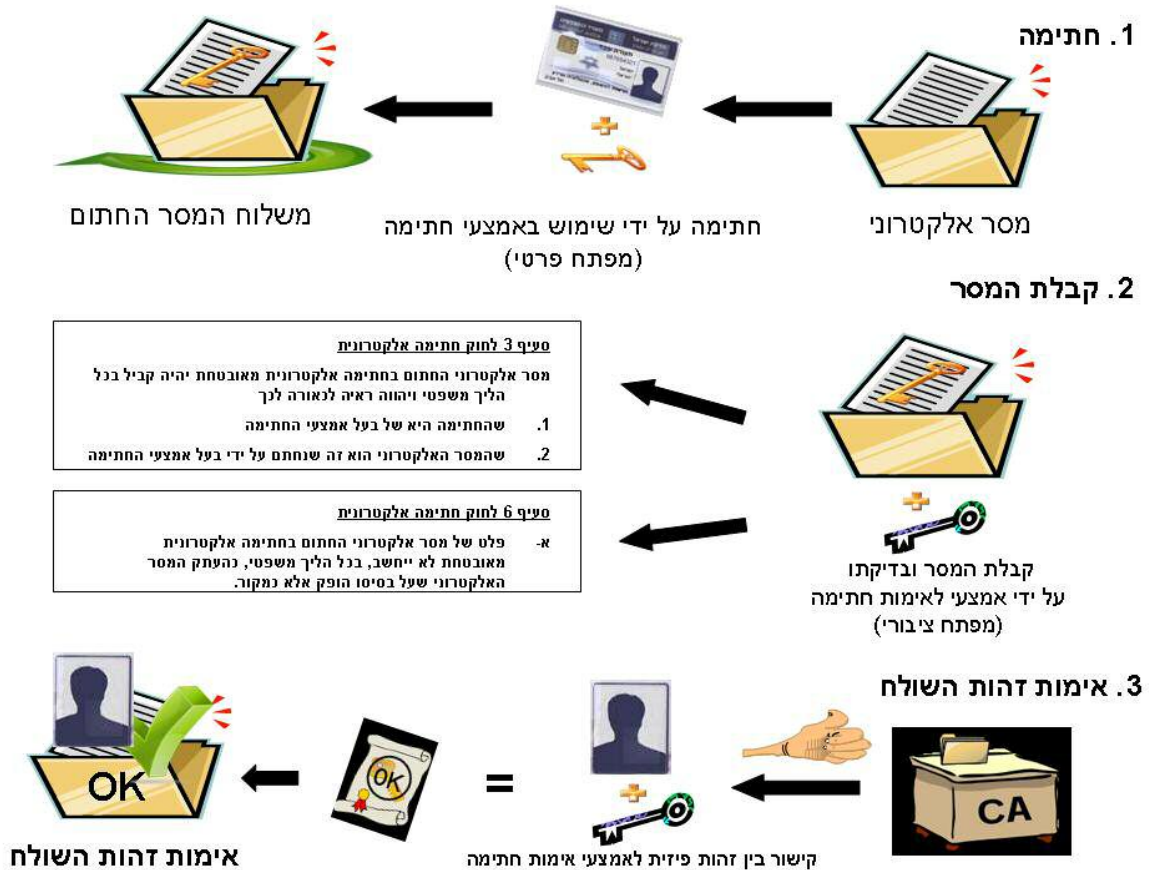 1. חתימה
מסר אלקטרוני
חתימה על ידי שימוש באמצעי חתימה
(מפתח פרטי)
משלוח המסר החתום
2. קבלת המסר
קבלת המסר ובדיקתו
על ידי אמצעי לאימות חתימה
(מפתח ציבורי)
סעיף 3 לחוק חתימה אלקטרונית
מסר אלקטרוני החתום בחתימה אלקטרונית מאובטחת יהיה קביל בכל
הליך משפטי ויהווה ראיה לכאורה לכך
1. שהחתימה היא של בעל אמצעי החתימה
2. שהמסר האלקטרוני הוא זה שנחתם על ידי בעל אמצעי החתימה
סעיף 6 לחוק חתימה אלקטרונית
א- פלט של מסר אלקטרוני החתום בחתימה אלקטרונית
מאובטחת לא ייחשב, בכל הליך משפטי, כהעתק המסר
האלקטרוני שעל בסיסו הופק אלא כמקור.
3. אימות זהות השולח
CA
קישור בין זהות פיזית לאמצעי אימות חתימה
=
OK
OK
אימות זהות השולח